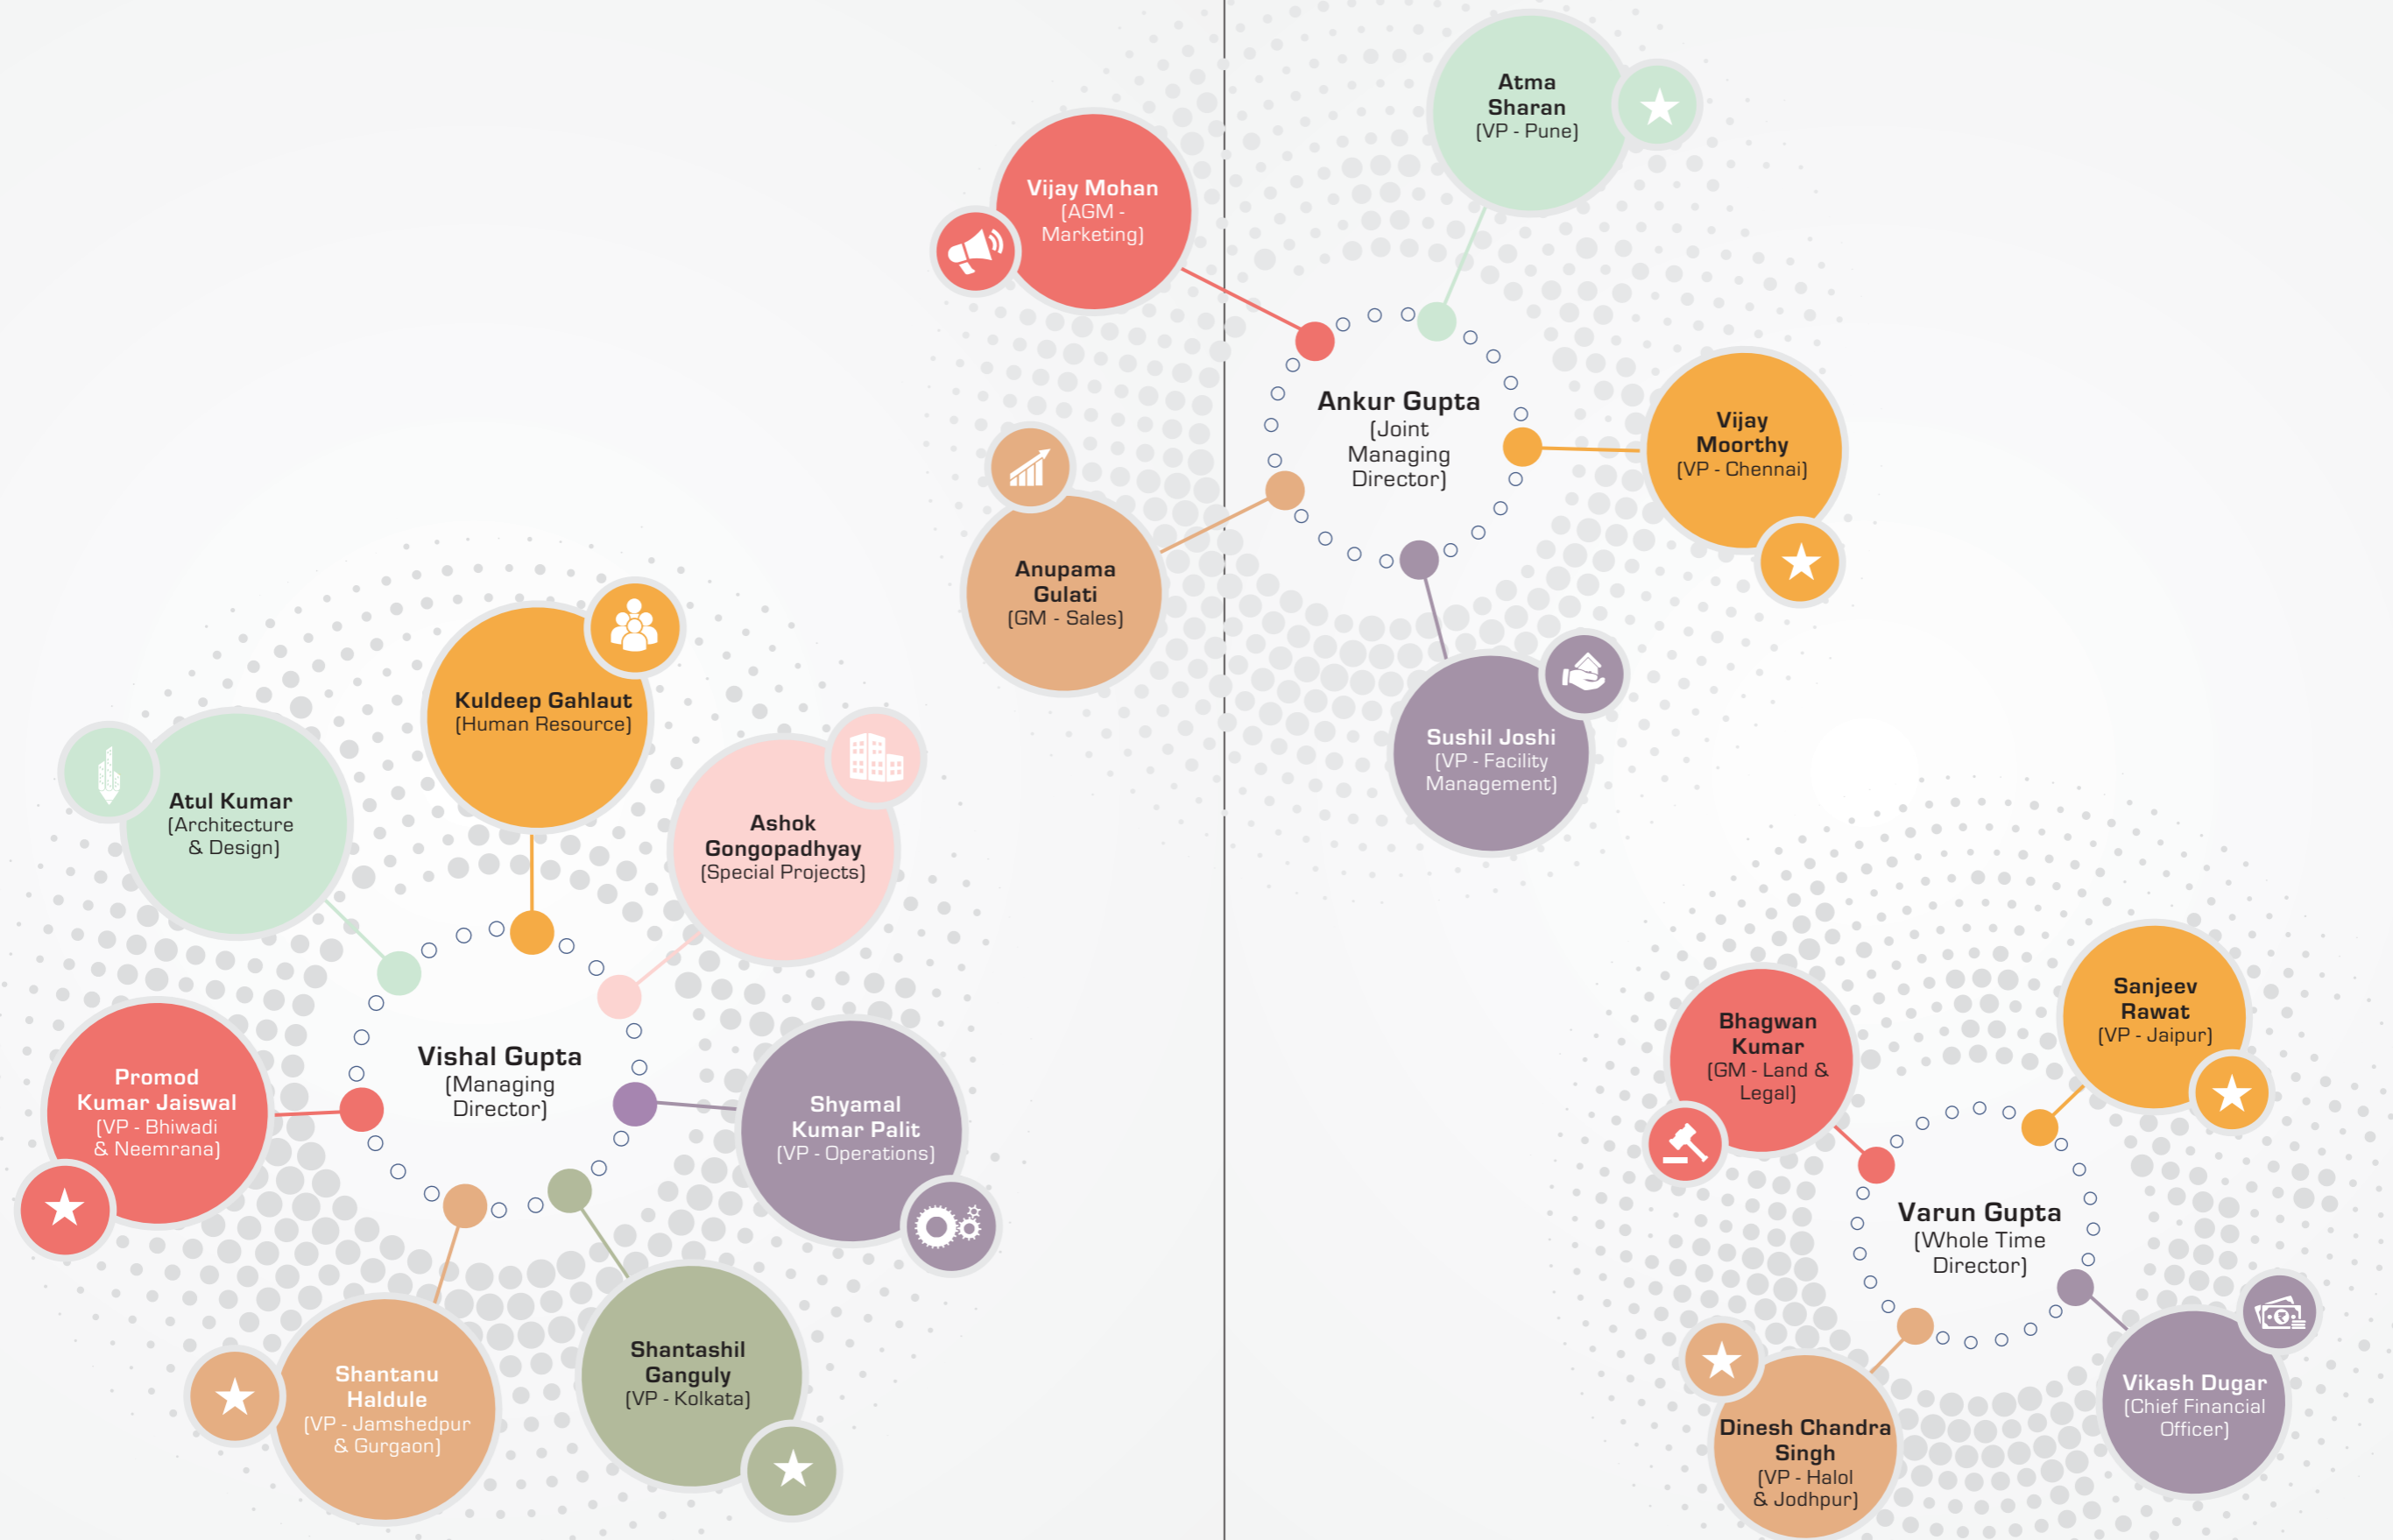 Atma
Sharan
(VP - Pune)
Vijay Mohan
(AGM -
Marketing)
Ankur Gupta
(Joint
Managing
Director)
Vijay
Moorthy
(VP - Chennai)
Anupama
Gulati
(GM - Sales)
Sushil Joshi
(VP - Facility
Management)
Kuldeep Gahlaut
(Human Resource)
Atul Kumar
(Architecture
& Design)
Ashok
Gongopadhyay
(Special Projects)
Vishal Gupta
(Managing
Director)
Promod
Kumar Jaiswal
(VP - Bhiwadi
& Neemrana)
Shyamal
Kumar Palit
(VP - Operations)
Shantanu
Haldule
(VP - Jamshedpur
& Gurgaon)
Shantashil
Ganguly
(VP - Kolkata)
Bhagwan
Kumar
(GM - Land &
Legal)
Sanjeev
Rawat
(VP - Jaipur)
Varun Gupta
(Whole Time
Director)
Dinesh Chandra
Singh
(VP - Halol
& Jodhpur)
Vikash Dugar
(Chief Financial
Officer)